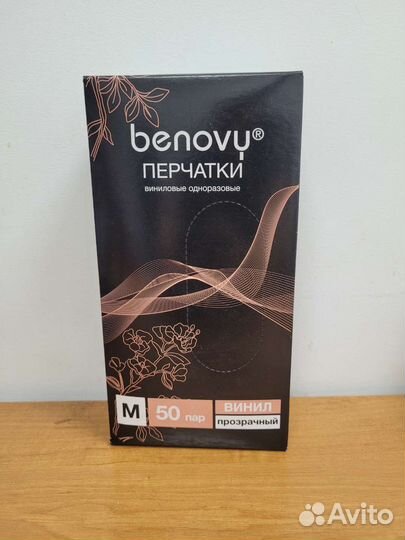 benovy®
ПЕРЧАТКИ
виниловые одноразовые
M 50 пар ВИНИЛ
прозрачный
Avito